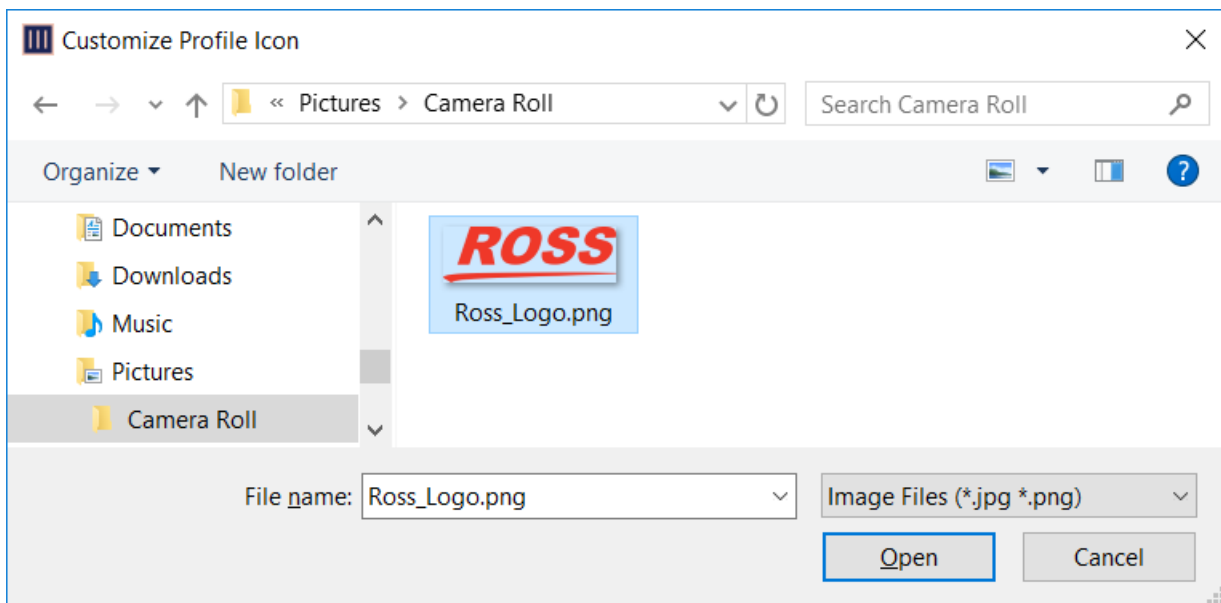 Customize Profile Icon
« Pictures > Camera Roll
Search Camera Roll
Organize
New folder
?
Documents
Downloads
Music
Pictures
Camera Roll
ROSS
Ross_Logo.png
File name: Ross_Logo.png
Image Files (*.jpg *.png)
Open
Cancel